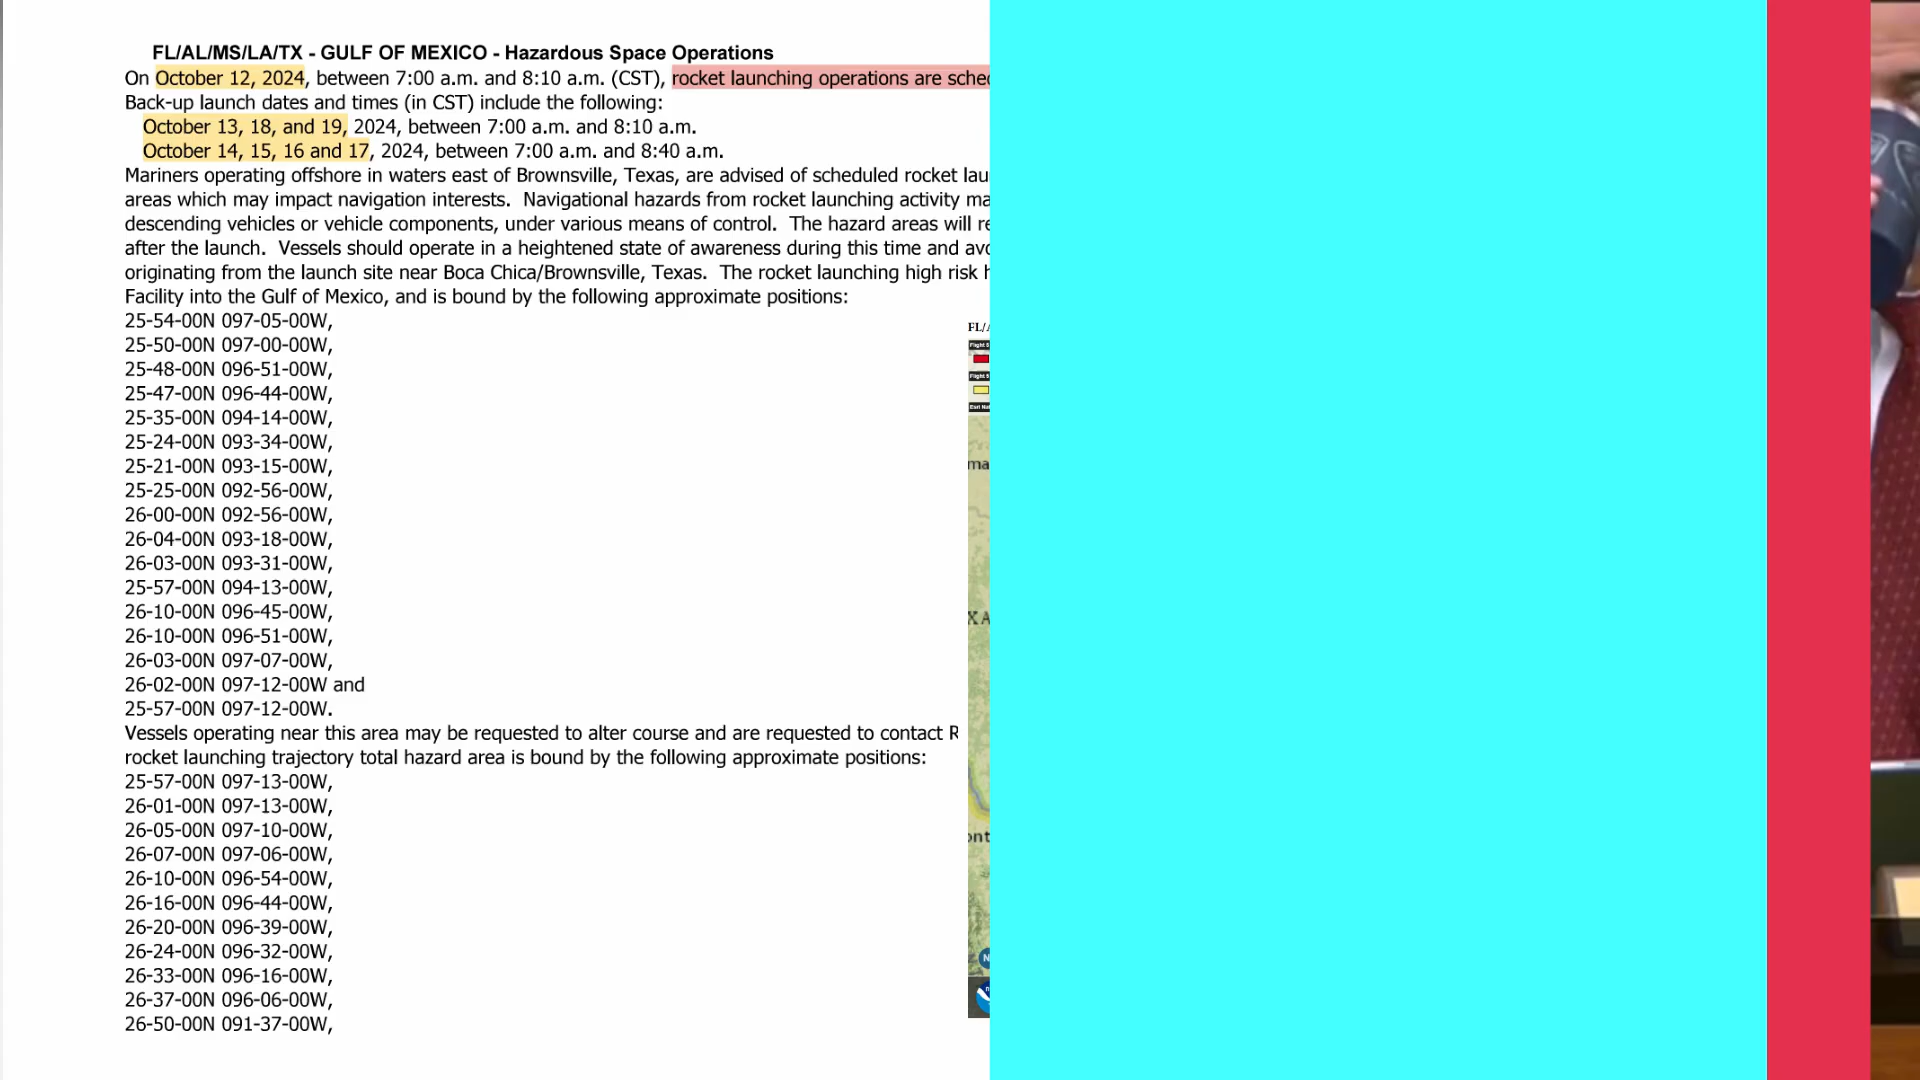 FL/AL/MS/LA/TX - GULF OF MEXICO - Hazardous Space Operations
On October 12, 2024, between 7:00 a.m. and 8:10 a.m. (CST), rocket launching operations are
Back-up launch dates and times (in CST) include the following:
October 13, 18, and 19, 2024, between 7:00 a.m. and 8:10 a.m.
October 14, 15, 16 and 17, 2024, between 7:00 a.m. and 8:40 a.m.
Mariners operating offshore in waters east of Brownsville, Texas, are advised of scheduled rocket
areas which may impact navigation interests. Navigational hazards from rocket launching activity
descending vehicles or vehicle components, under various means of control. The hazard areas will
after the launch. Vessels should operate in a heightened state of awareness during this time and
originating from the launch site near Boca Chica/Brownsville, Texas. The rocket launching high risk
Facility into the Gulf of Mexico, and is bound by the following approximate positions:
25-54-00N 097-05-00W,
25-50-00N 097-00-00W,
25-48-00N 096-51-00W,
25-47-00N 096-44-00W,
25-35-00N 094-14-00W,
25-24-00N 093-34-00W,
25-21-00N 093-15-00W,
25-25-00N 092-56-00W,
26-00-00N 092-56-00W,
26-04-00N 093-18-00W,
26-03-00N 093-31-00W,
25-57-00N 094-13-00W,
26-10-00N 096-45-00W,
26-10-00N 096-51-00W,
26-03-00N 097-07-00W,
26-02-00N 097-12-00W and
25-57-00N 097-12-00W.
Vessels operating near this area may be requested to alter course and are requested to contact
rocket launching trajectory total hazard area is bound by the following approximate positions:
25-57-00N 097-13-00W,
26-01-00N 097-13-00W,
26-05-00N 097-10-00W,
26-07-00N 097-06-00W,
26-10-00N 096-54-00W,
26-16-00N 096-44-00W,
26-20-00N 096-39-00W,
26-24-00N 096-32-00W,
26-33-00N 096-16-00W,
26-37-00N 096-06-00W,
26-50-00N 091-37-00W,